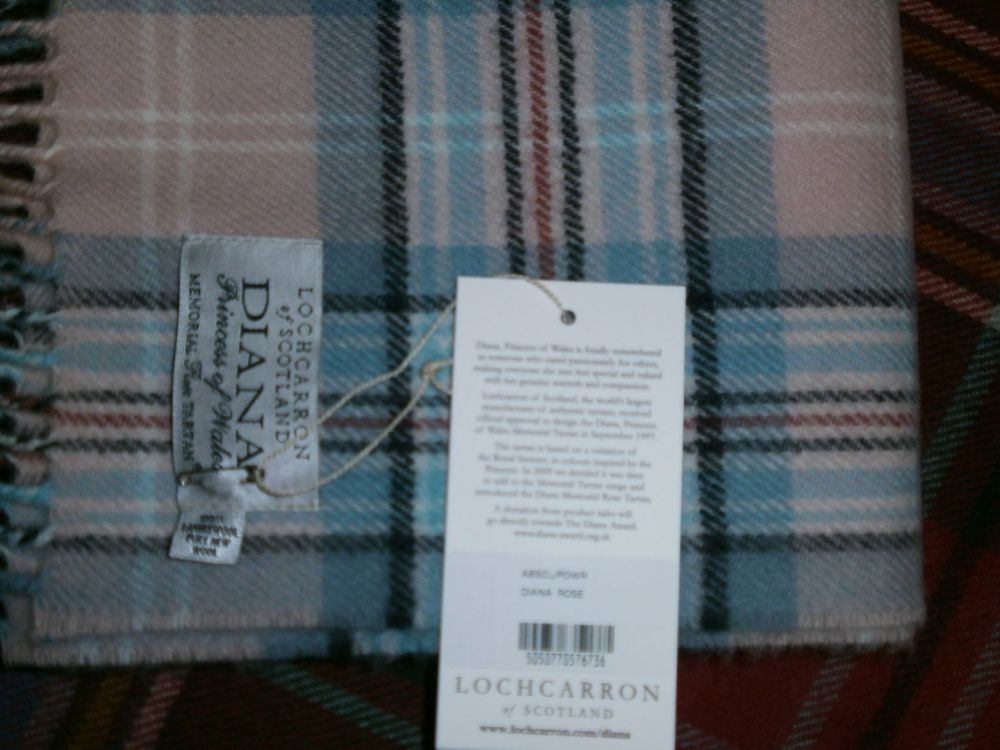 LOCHCARRON
of SCOTLAND
DIANA
Princess of Wales
MEMORIAL Rose TARTAN
100%
LAMBSWOOL
PURE NEW
WOOL
Diana, Princess of Wales is fondly remembered
as someone who cared passionately for others,
making everyone she met feel special and valued
with her genuine warmth and compassion.
Lochcarron of Scotland, the world's largest
manufacturer of authentic tartans, received
official approval to design the Diana, Princess
of Wales Memorial Tartan in September 1997.
The tartan is based on a variation of
the Royal Stewart, in colours inspired by the
Princess. In 2009 we decided it was time
to add to the Memorial Tartan range and
introduced the Diana Memorial Rose Tartan.
A donation from product sales will
go directly towards The Diana Award.
www.diana-award.org.uk
DIANA ROSE
5050770576736
LOCHCARRON
of SCOTLAND
www.lochcarron.com/diana